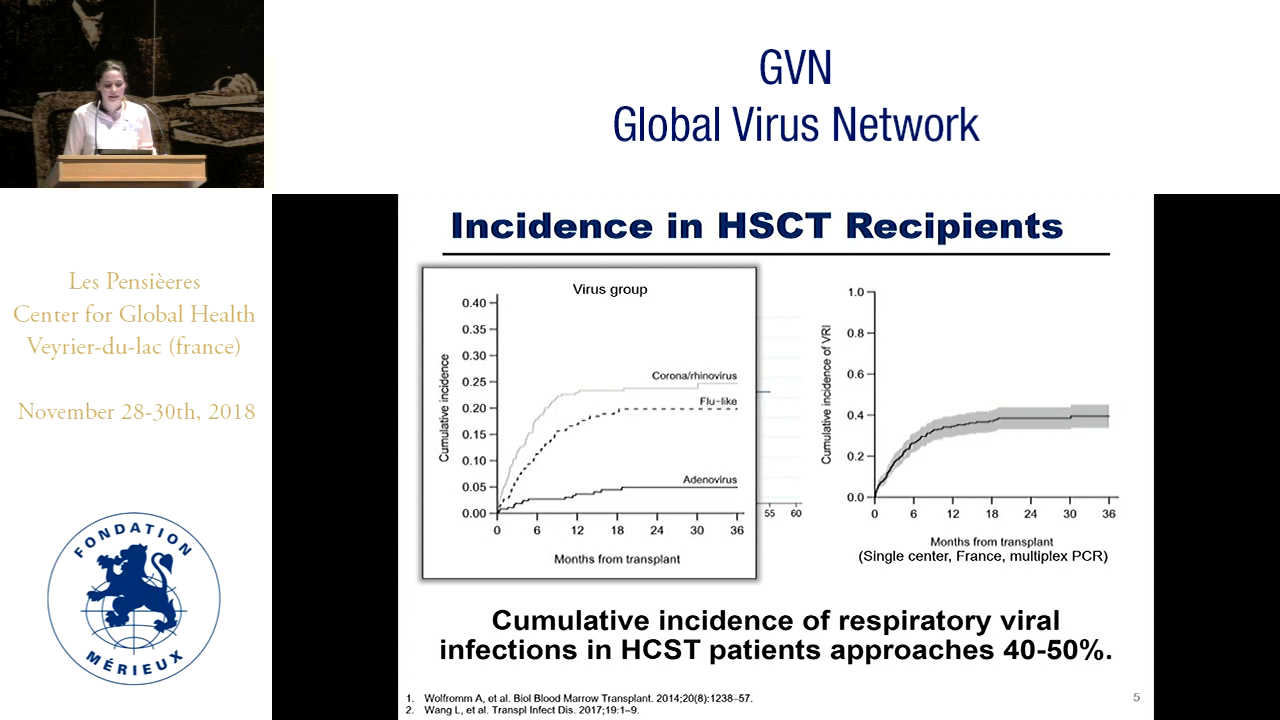 GVN
Global Virus Network
Les Pensièeres
Center for Global Health
Veyrier-du-lac (france)
November 28-30th, 2018
FONDATION
MÉRIEUX
Incidence in HSCT Recipients
Virus group
Cumulative incidence
0.40
0.35
0.30
0.25
0.20
0.15
0.10
0.05
0.00
Corona/rhinovirus
Flu-like
Adenovirus
0 6 12 18 24 30 36
Months from transplant
55 60
Cumulative incidence of VRI
1.0
0.8
0.6
0.4
0.2
0.0
0 6 12 18 24 30 36
Months from transplant
(Single center, France, multiplex PCR)
Cumulative incidence of respiratory viral
infections in HCST patients approaches 40-50%.
1. Wolfromm A, et al. Biol Blood Marrow Transplant. 2014;20(8):1238–57.
2. Wang L, et al. Transpl Infect Dis. 2017;19:1–9.
5